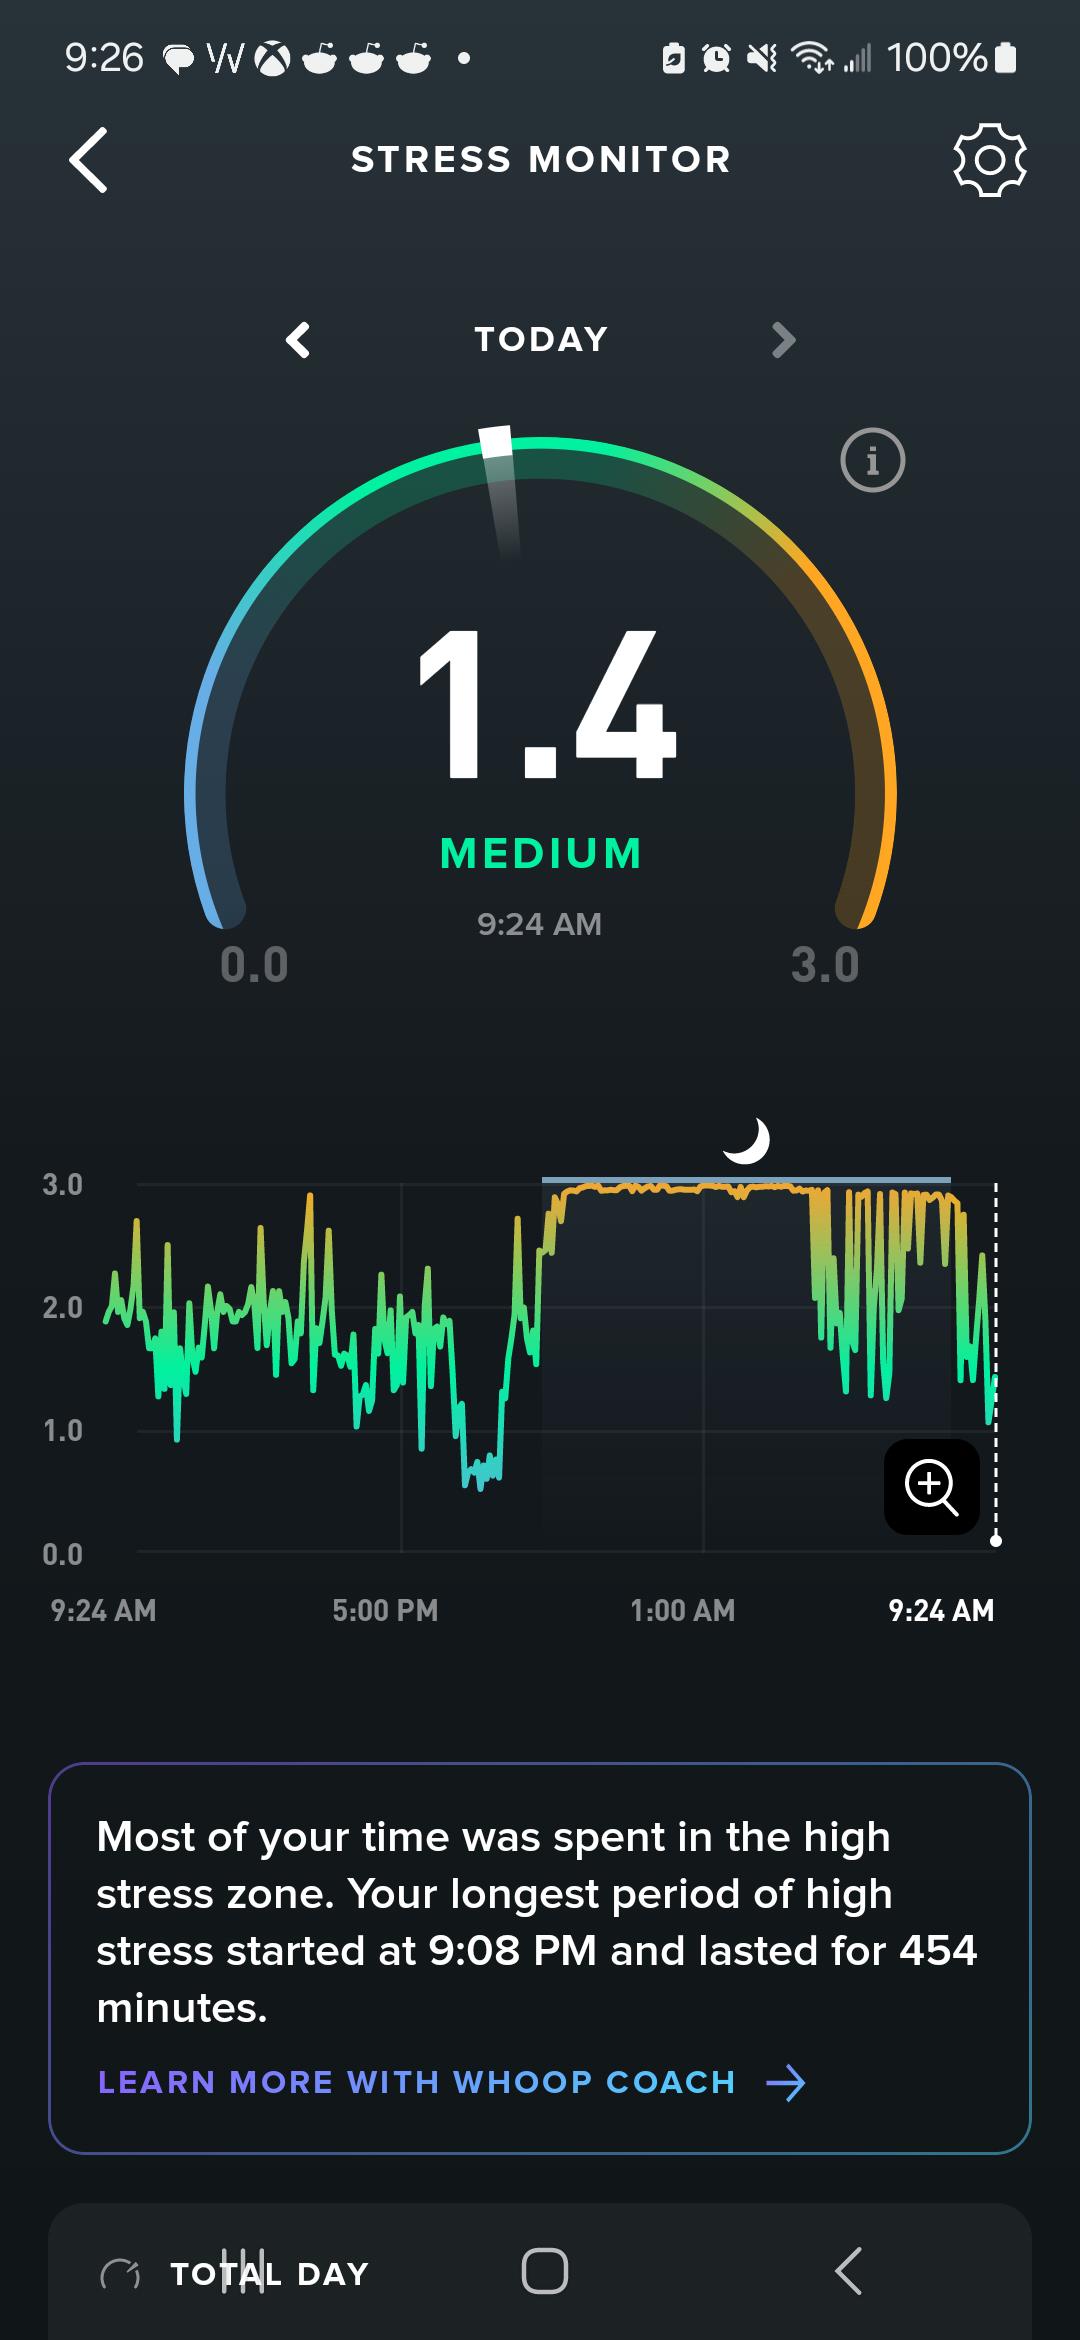 9:26
100%
STRESS MONITOR
TODAY
i
1.4
MEDIUM
9:24 AM
0.0
3.0
3.0
2.0
1.0
0.0
9:24 AM
5:00 PM
1:00 AM
9:24 AM
Most of your time was spent in the high
stress zone. Your longest period of high
stress started at 9:08 PM and lasted for 454
minutes.
LEARN MORE WITH WHOOP COACH
TOTAL DAY